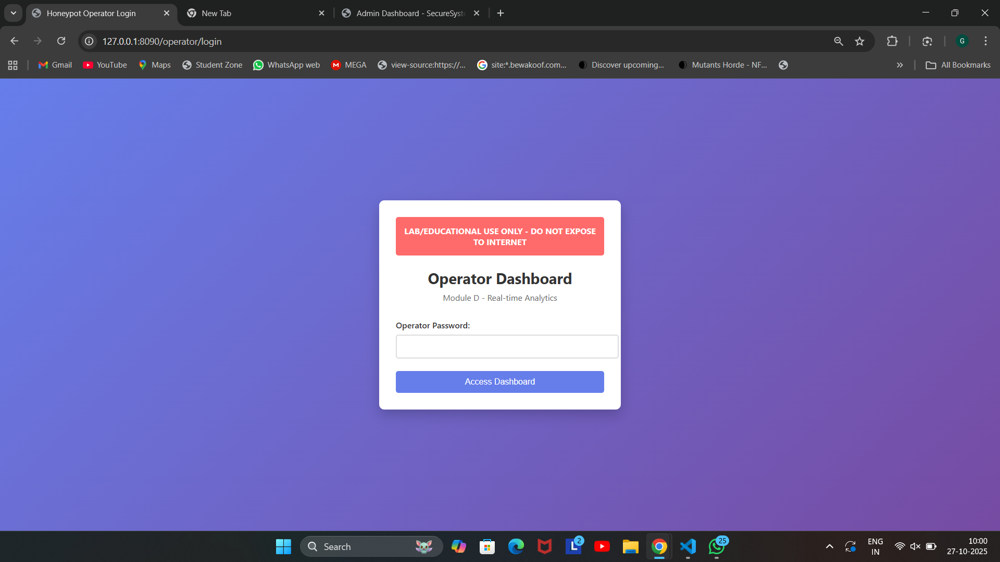 Honeypot Operator Login
New Tab
Admin Dashboard - SecureSyst
127.0.0.1:8090/operator/login
G
Gmail
YouTube
Maps
Student Zone
WhatsApp web
MEGA
view-source:https://...
site:*.bewakoof.com...
Discover upcoming...
Mutants Horde - NF...
All Bookmarks
LAB/EDUCATIONAL USE ONLY - DO NOT EXPOSE
TO INTERNET
Operator Dashboard
Module D - Real-time Analytics
Operator Password:
Access Dashboard
Search
L
2
25
ENG
IN
10:00
27-10-2025